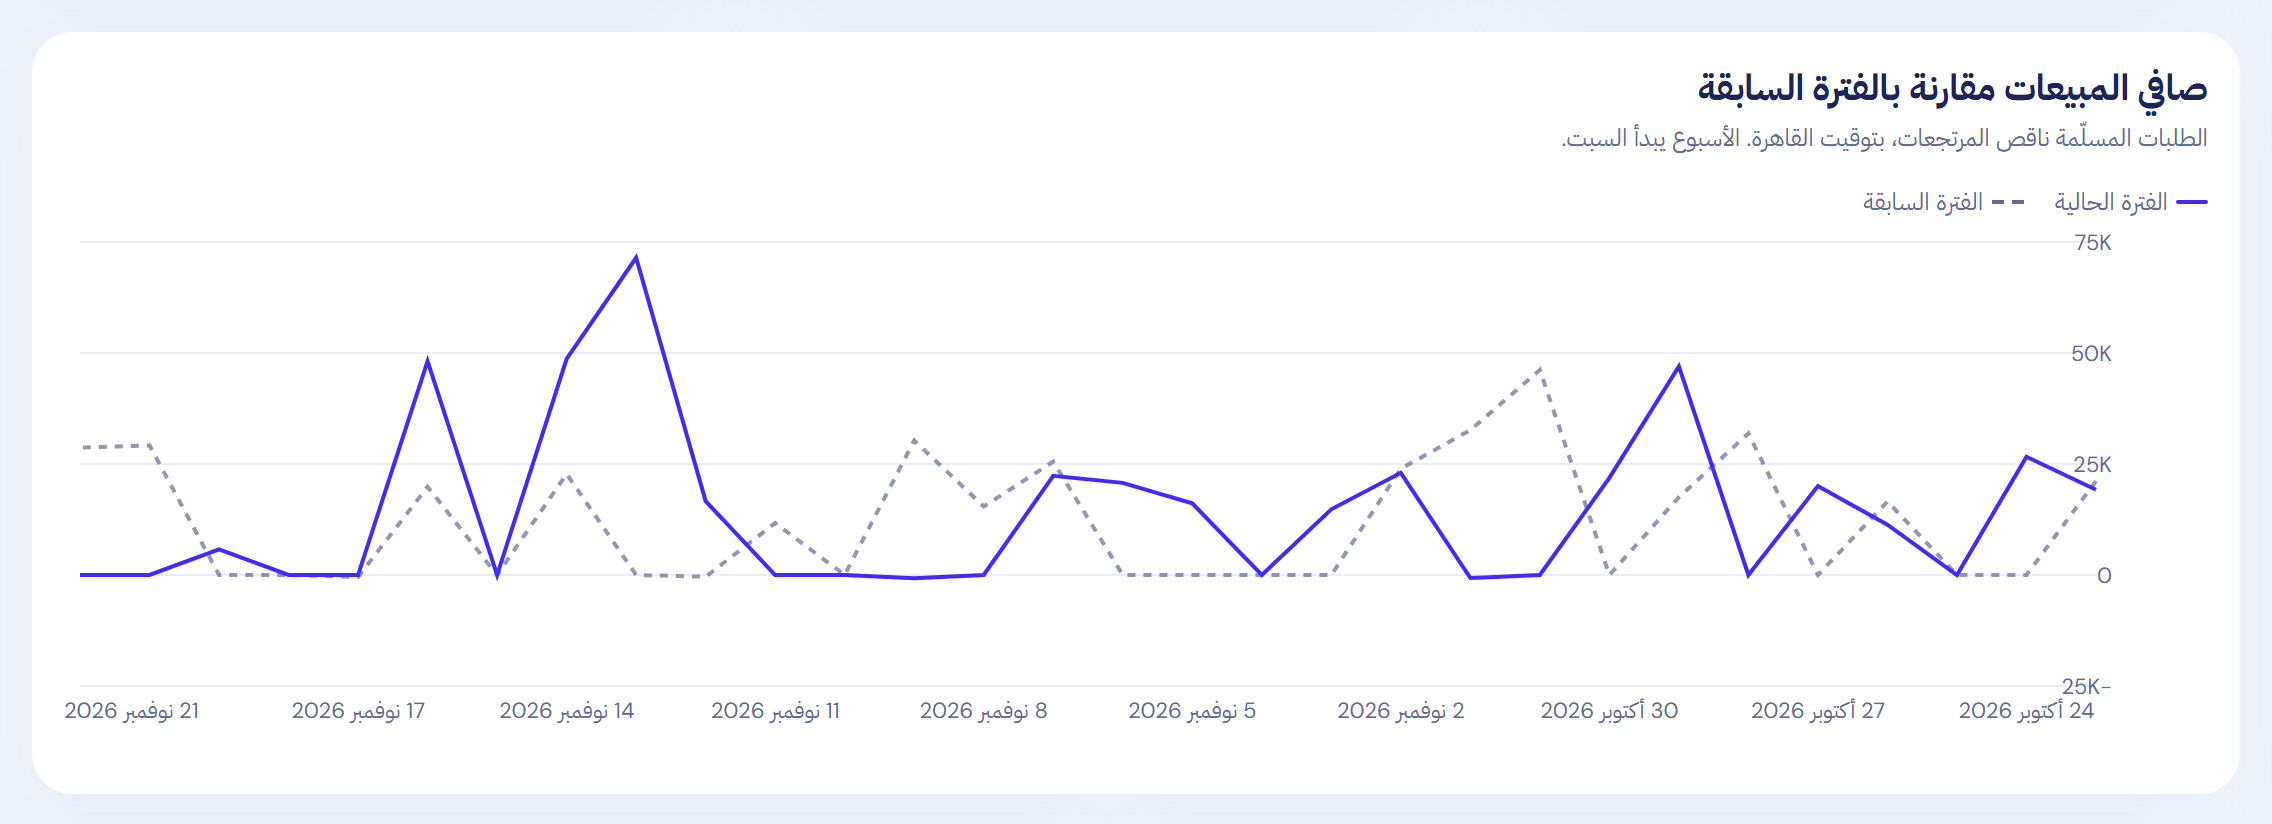 صافي المبيعات مقارنة بالفترة السابقة
الطلبات المسلّمة ناقص المرتجعات، بتوقيت القاهرة. الأسبوع يبدأ السبت.
الفترة الحالية الفترة السابقة
75K
50K
25K
0
25K−
24 أكتوبر 2026 27 أكتوبر 2026 30 أكتوبر 2026 2 نوفمبر 2026 5 نوفمبر 2026 8 نوفمبر 2026 11 نوفمبر 2026 14 نوفمبر 2026 17 نوفمبر 2026 21 نوفمبر 2026